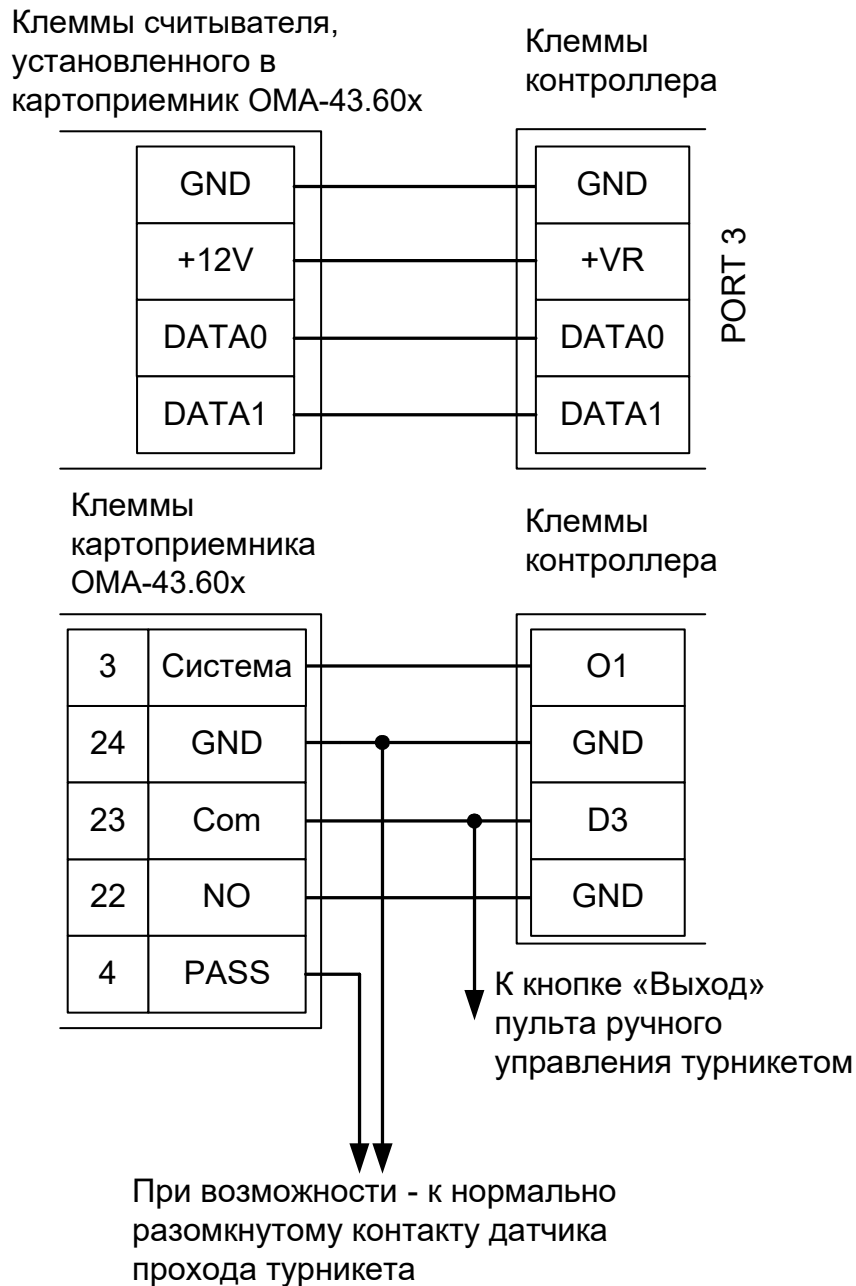 Клеммы считывателя,
установленного в
картоприемник ОМА-43.60x
Клеммы
контроллера
GND
GND
+12V
+VR
DATA0
DATA0
DATA1
DATA1
PORT 3
Клеммы
картоприемника
ОМА-43.60x
Клеммы
контроллера
3 Система
O1
24 GND
GND
23 Com
D3
22 NO
GND
4 PASS
К кнопке «Выход»
пульта ручного
управления турникетом
При возможности - к нормально
разомкнутому контакту датчика
прохода турникета